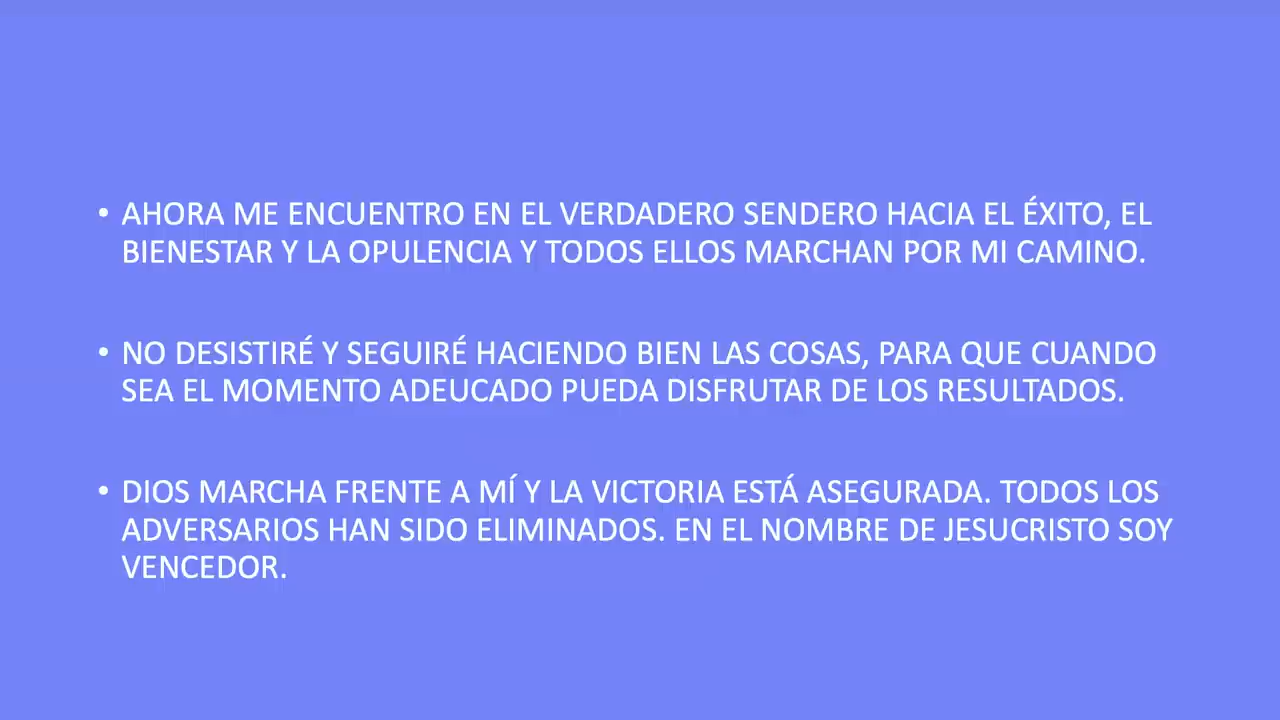 • AHORA ME ENCUENTRO EN EL VERDADERO SENDERO HACIA EL ÉXITO, EL
BIENESTAR Y LA OPULENCIA Y TODOS ELLOS MARCHAN POR MI CAMINO.
• NO DESISTIRÉ Y SEGUIRÉ HACIENDO BIEN LAS COSAS, PARA QUE CUANDO
SEA EL MOMENTO ADEUCADO PUEDA DISFRUTAR DE LOS RESULTADOS.
• DIOS MARCHA FRENTE A MÍ Y LA VICTORIA ESTÁ ASEGURADA. TODOS LOS
ADVERSARIOS HAN SIDO ELIMINADOS. EN EL NOMBRE DE JESUCRISTO SOY
VENCEDOR.